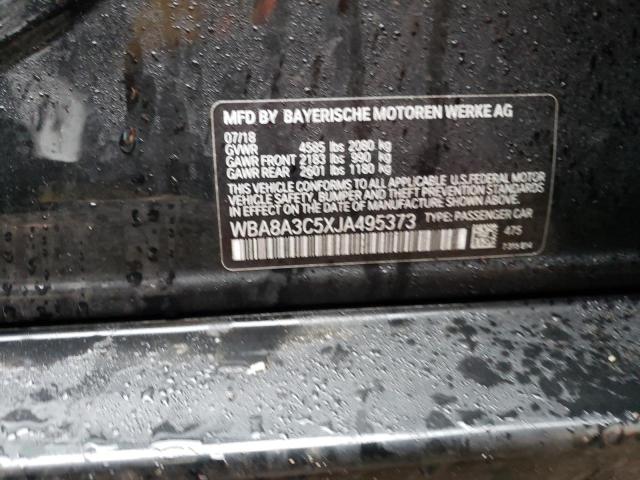 MFD BY BAYERISCHE MOTOREN WERKE AG
07/18
GVWR 4585 lbs 2080 kg
GAWR FRONT 2183 lbs 990 kg
GAWR REAR 2601 lbs 1180 kg
THIS VEHICLE CONFORMS TO ALL APPLICABLE U.S. FEDERAL MOTOR
VEHICLE SAFETY, BUMPER, AND THEFT PREVENTION STANDARDS
IN EFFECT ON THE DATE OF MANUFACTURE SHOWN ABOVE.
WBA8A3C5XJA495373 TYPE: PASSENGER CAR
475